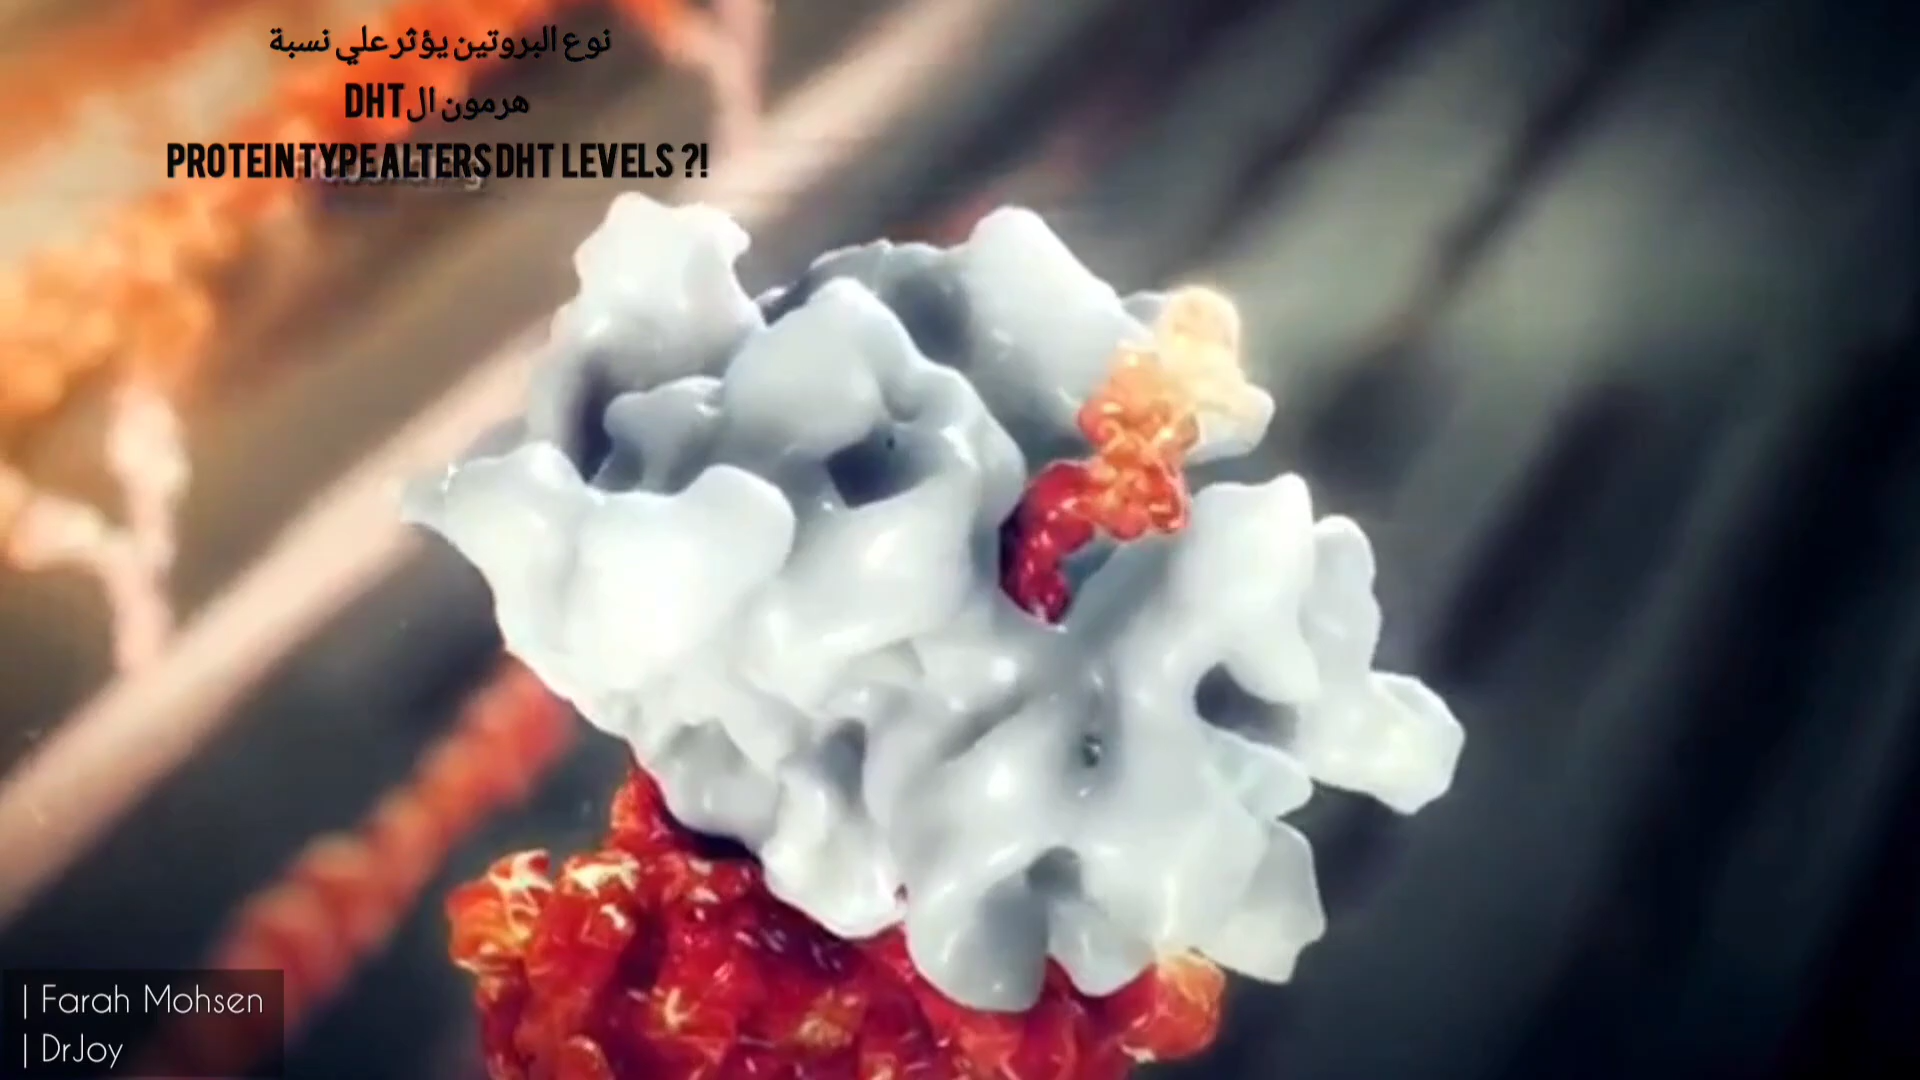 نوع البروتين يؤثر علي نسبة
هرمون ال DHT
PROTEIN TYPE ALTERS DHT LEVELS ?!
| Farah Mohsen
| DrJoy